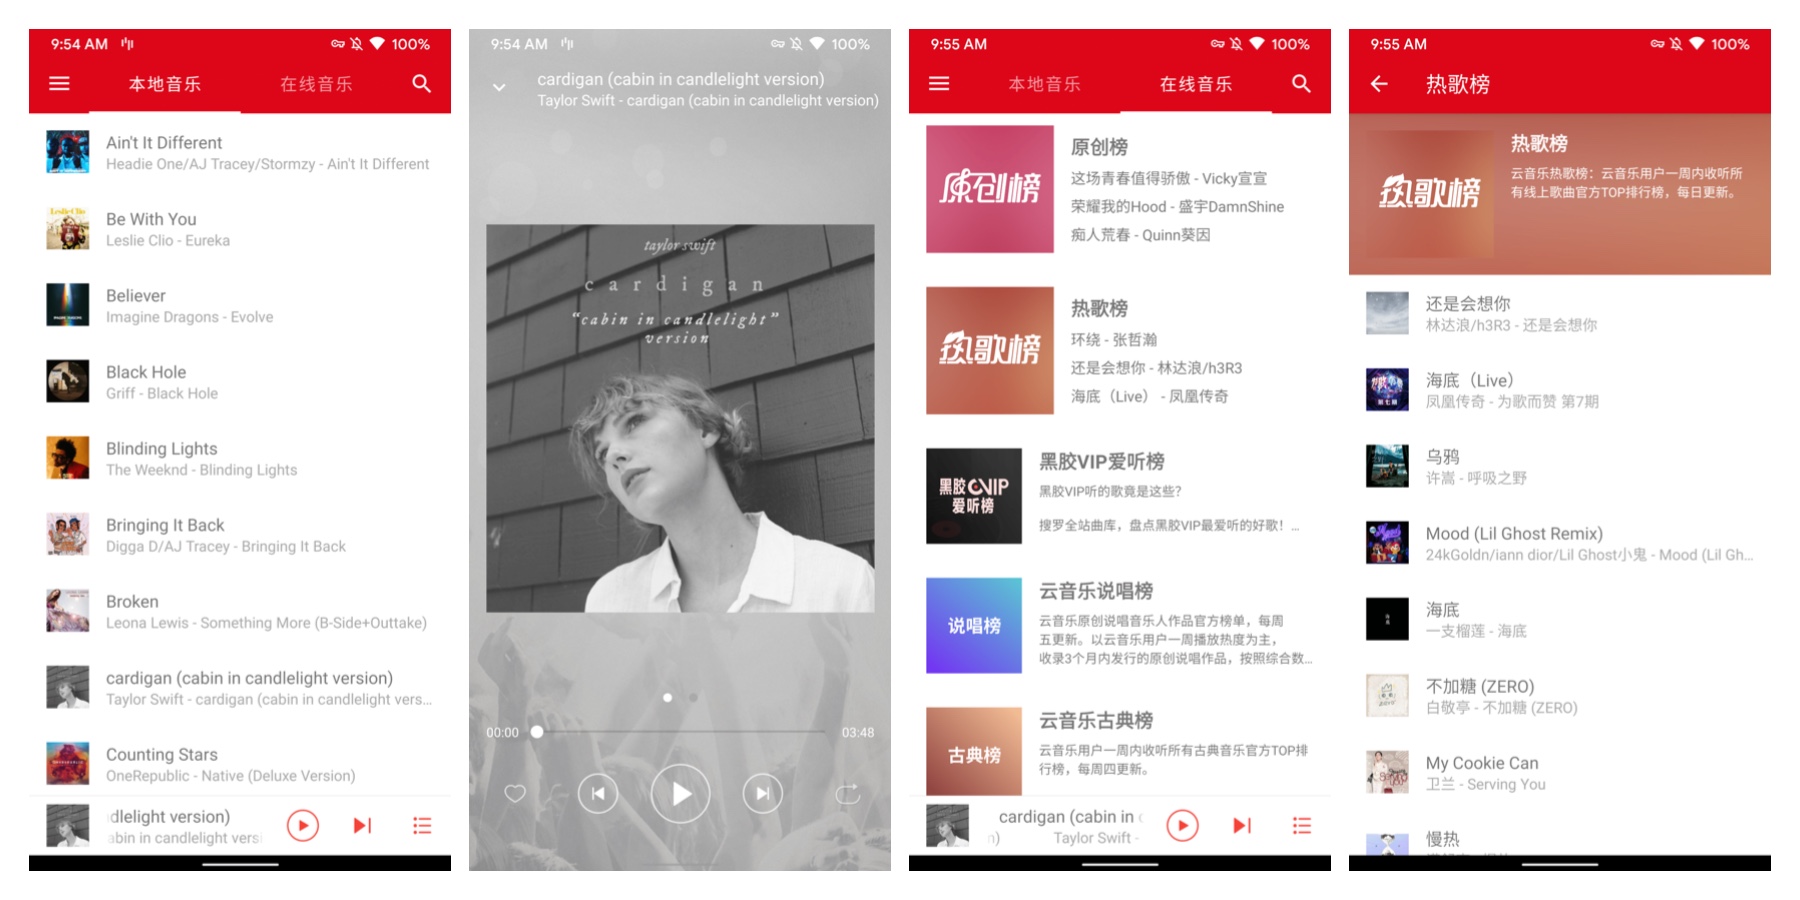 9:54 AM
100%
本地音乐
在线音乐
Ain't It Different
Headie One/AJ Tracey/Stormzy - Ain't It Different
Be With You
Leslie Clio - Eureka
Believer
Imagine Dragons - Evolve
Black Hole
Griff - Black Hole
Blinding Lights
The Weeknd - Blinding Lights
Bringing It Back
Digga D/AJ Tracey - Bringing It Back
Broken
Leona Lewis - Something More (B-Side+Outtake)
cardigan (cabin in candlelight version)
Taylor Swift - cardigan (cabin in candlelight vers...
Counting Stars
OneRepublic - Native (Deluxe Version)
dlelight version)
abin in candlelight versi
9:54 AM
100%
cardigan (cabin in candlelight version)
Taylor Swift - cardigan (cabin in candlelight version)
taylor swift
cardigan
“cabin in candlelight”
version
00:00
03:48
9:55 AM
100%
本地音乐
在线音乐
原创榜
原创榜
这场青春值得骄傲 - Vicky宣宣
荣耀我的Hood - 盛宇DamnShine
痴人荒春 - Quinn葵因
热歌榜
热歌榜
环绕 - 张哲瀚
还是会想你 - 林达浪/h3R3
海底（Live） - 凤凰传奇
黑胶VIP
爱听榜
黑胶VIP爱听榜
黑胶VIP听的歌竟是这些？
搜罗全站曲库，盘点黑胶VIP最爱听的好歌！...
说唱榜
云音乐说唱榜
云音乐原创说唱音乐人作品官方榜单，每周
五更新。以云音乐用户一周播放热度为主，
收录3个月内发行的原创说唱作品，按照综合数...
古典榜
云音乐古典榜
云音乐用户一周内收听所有古典音乐官方TOP排
行榜，每周四更新。
cardigan (cabin in
n)
Taylor Swift -
9:55 AM
100%
热歌榜
热歌榜
热歌榜
云音乐热歌榜：云音乐用户一周内收听所
有线上歌曲官方TOP排行榜，每日更新。
还是会想你
林达浪/h3R3 - 还是会想你
海底（Live）
凤凰传奇 - 为歌而赞 第7期
乌鸦
许嵩 - 呼吸之野
Mood (Lil Ghost Remix)
24kGoldn/iann dior/Lil Ghost小鬼 - Mood (Lil Gh...
海底
一支榴莲 - 海底
不加糖 (ZERO)
白敬亭 - 不加糖 (ZERO)
My Cookie Can
卫兰 - Serving You
慢热